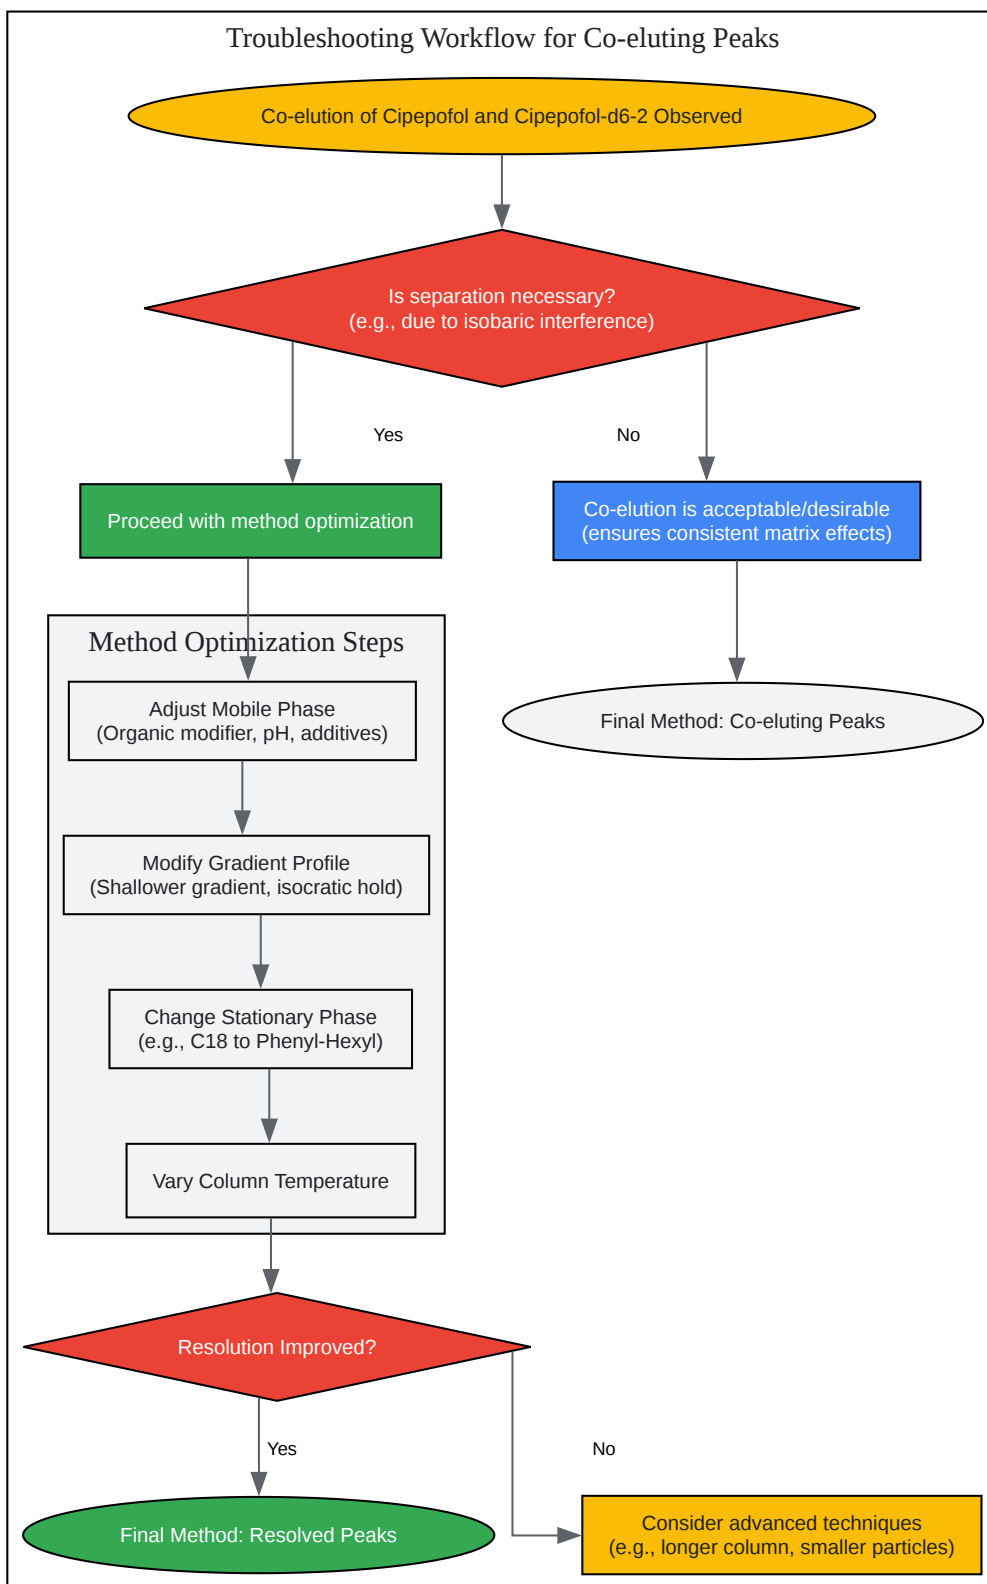 Troubleshooting Workflow for Co-eluting Peaks
Co-elution of Cipepofol and Cipepofol-d6-2 Observed
Is separation necessary?
(e.g., due to isobaric interference)
Yes
No
Proceed with method optimization
Co-elution is acceptable/desirable
(ensures consistent matrix effects)
Method Optimization Steps
Adjust Mobile Phase
(Organic modifier, pH, additives)
Final Method: Co-eluting Peaks
Modify Gradient Profile
(Shallower gradient, isocratic hold)
Change Stationary Phase
(e.g., C18 to Phenyl-Hexyl)
Vary Column Temperature
Resolution Improved?
Yes
No
Final Method: Resolved Peaks
Consider advanced techniques
(e.g., longer column, smaller particles)